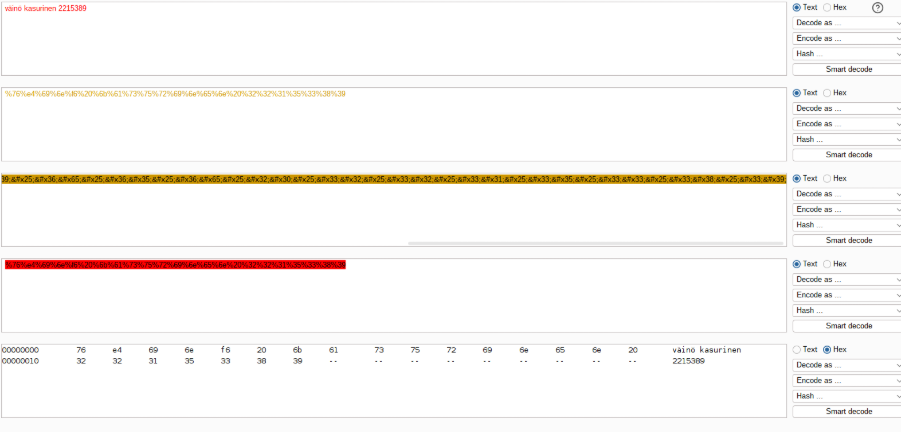 väinö kasurinen 2215389
Text Hex ?
Decode as ...
Encode as ...
Hash ...
Smart decode
%76%e4%69%6e%f6%20%6b%61%73%75%72%69%6e%65%6e%20%32%32%31%35%33%38%39
Text Hex
Decode as ...
Encode as ...
Hash ...
Smart decode
39;&#x25;&#x36;&#x65;&#x25;&#x36;&#x35;&#x25;&#x36;&#x65;&#x25;&#x32;&#x30;&#x25;&#x33;&#x32;&#x25;&#x33;&#x32;&#x25;&#x33;&#x31;&#x25;&#x33;&#x35;&#x25;&#x33;&#x33;&#x25;&#x33;&#x38;&#x25;&#x33;&#x39;
Text Hex
Decode as ...
Encode as ...
Hash ...
Smart decode
%76%e4%69%6e%f6%20%6b%61%73%75%72%69%6e%65%6e%20%32%32%31%35%33%38%39
Text Hex
Decode as ...
Encode as ...
Hash ...
Smart decode
00000000 76 e4 69 6e f6 20 6b 61 73 75 72 69 6e 65 6e 20 väinö kasurinen
00000010 32 32 31 35 33 38 39 -- -- -- -- -- -- -- -- -- 2215389
Text Hex
Decode as ...
Encode as ...
Hash ...
Smart decode